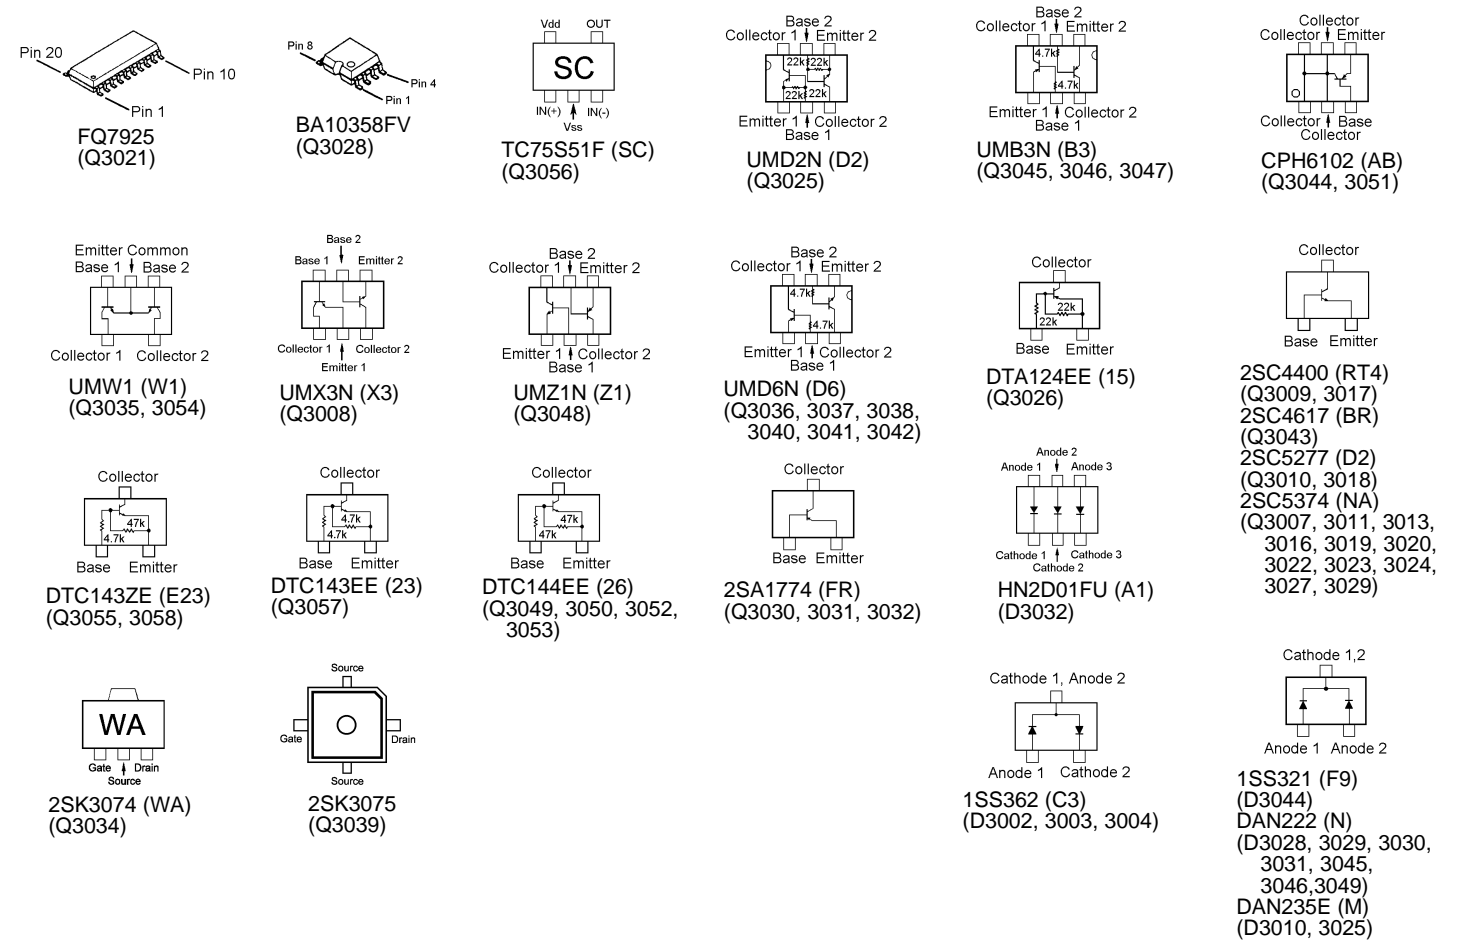 Pin 20
Pin 10
Pin 1
FQ7925
(Q3021)
Pin 8
Pin 4
Pin 1
BA10358FV
(Q3028)
Vdd OUT
SC
IN(+) IN(-)
Vss
TC75S51F (SC)
(Q3056)
Base 2
Collector 1 Emitter 2
22k 22k
22k 22k
Emitter 1 Collector 2
Base 1
UMD2N (D2)
(Q3025)
Base 2
Collector 1 Emitter 2
4.7k
4.7k
Emitter 1 Collector 2
Base 1
UMB3N (B3)
(Q3045, 3046, 3047)
Collector
Collector Emitter
Collector Base
Collector
CPH6102 (AB)
(Q3044, 3051)
Emitter Common
Base 1 Base 2
Collector 1 Collector 2
UMW1 (W1)
(Q3035, 3054)
Base 2
Base 1 Emitter 2
Collector 1 Collector 2
Emitter 1
UMX3N (X3)
(Q3008)
Base 2
Collector 1 Emitter 2
Emitter 1 Collector 2
Base 1
UMZ1N (Z1)
(Q3048)
Base 2
Collector 1 Emitter 2
4.7k
4.7k
Emitter 1 Collector 2
Base 1
UMD6N (D6)
(Q3036, 3037, 3038,
3040, 3041, 3042)
Collector
22k
22k
Base Emitter
DTA124EE (15)
(Q3026)
Collector
Base Emitter
2SC4400 (RT4)
(Q3009, 3017)
2SC4617 (BR)
(Q3043)
2SC5277 (D2)
(Q3010, 3018)
2SC5374 (NA)
(Q3007, 3011, 3013,
3016, 3019, 3020,
3022, 3023, 3024,
3027, 3029)
Collector
47k
4.7k
Base Emitter
DTC143ZE (E23)
(Q3055, 3058)
Collector
4.7k
4.7k
Base Emitter
DTC143EE (23)
(Q3057)
Collector
47k
47k
Base Emitter
DTC144EE (26)
(Q3049, 3050, 3052,
3053)
Collector
Base Emitter
2SA1774 (FR)
(Q3030, 3031, 3032)
Anode 2
Anode 1 Anode 3
Cathode 1 Cathode 3
Cathode 2
HN2D01FU (A1)
(D3032)
WA
Gate Drain
Source
2SK3074 (WA)
(Q3034)
Source
Gate Drain
Source
2SK3075
(Q3039)
Cathode 1, Anode 2
Anode 1 Cathode 2
1SS362 (C3)
(D3002, 3003, 3004)
Cathode 1,2
Anode 1 Anode 2
1SS321 (F9)
(D3044)
DAN222 (N)
(D3028, 3029, 3030,
3031, 3045,
3046,3049)
DAN235E (M)
(D3010, 3025)